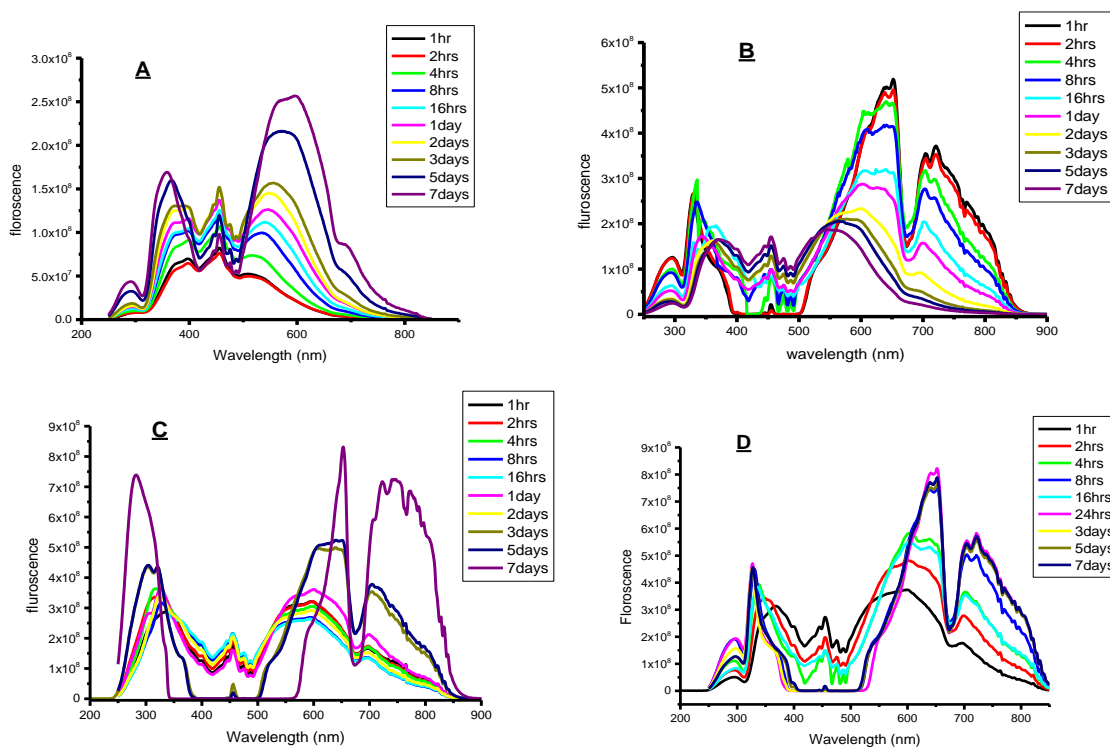 A
1hr
2hrs
4hrs
8hrs
16hrs
1day
2days
3days
5days
7days
3.0x10⁸
2.5x10⁸
2.0x10⁸
1.5x10⁸
1.0x10⁸
5.0x10⁷
0.0
floroscence
200 400 600 800
Wavelength (nm)
B
1hr
2hrs
4hrs
8hrs
16hrs
1day
2days
3days
5days
7days
6x10⁸
5x10⁸
4x10⁸
3x10⁸
2x10⁸
1x10⁸
0
fluroscence
300 400 500 600 700 800 900
wavelength (nm)
C
1hr
2hrs
4hrs
8hrs
16hrs
1day
2days
3days
5days
7days
9x10⁸
8x10⁸
7x10⁸
6x10⁸
5x10⁸
4x10⁸
3x10⁸
2x10⁸
1x10⁸
0
fluroscence
200 300 400 500 600 700 800 900
Wavelength (nm)
D
1hr
2hrs
4hrs
8hrs
16hrs
24hrs
3days
5days
7days
9x10⁸
8x10⁸
7x10⁸
6x10⁸
5x10⁸
4x10⁸
3x10⁸
2x10⁸
1x10⁸
0
Floroscence
200 300 400 500 600 700 800
Wavelength (nm)